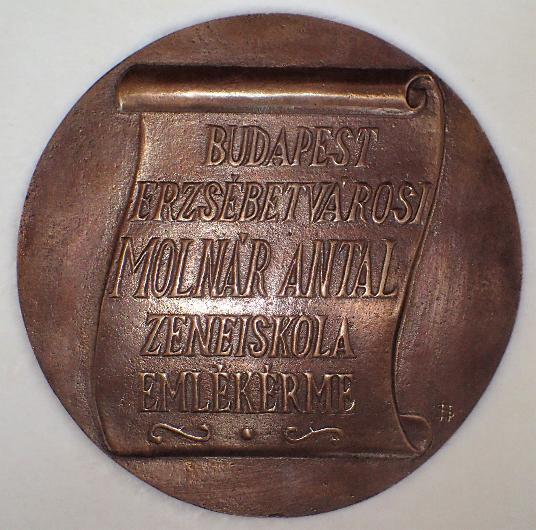 BUDAPEST
ERZSÉBETVÁROSI
MOLNÁR ANTAL
ZENEISKOLA
EMLÉKÉRME